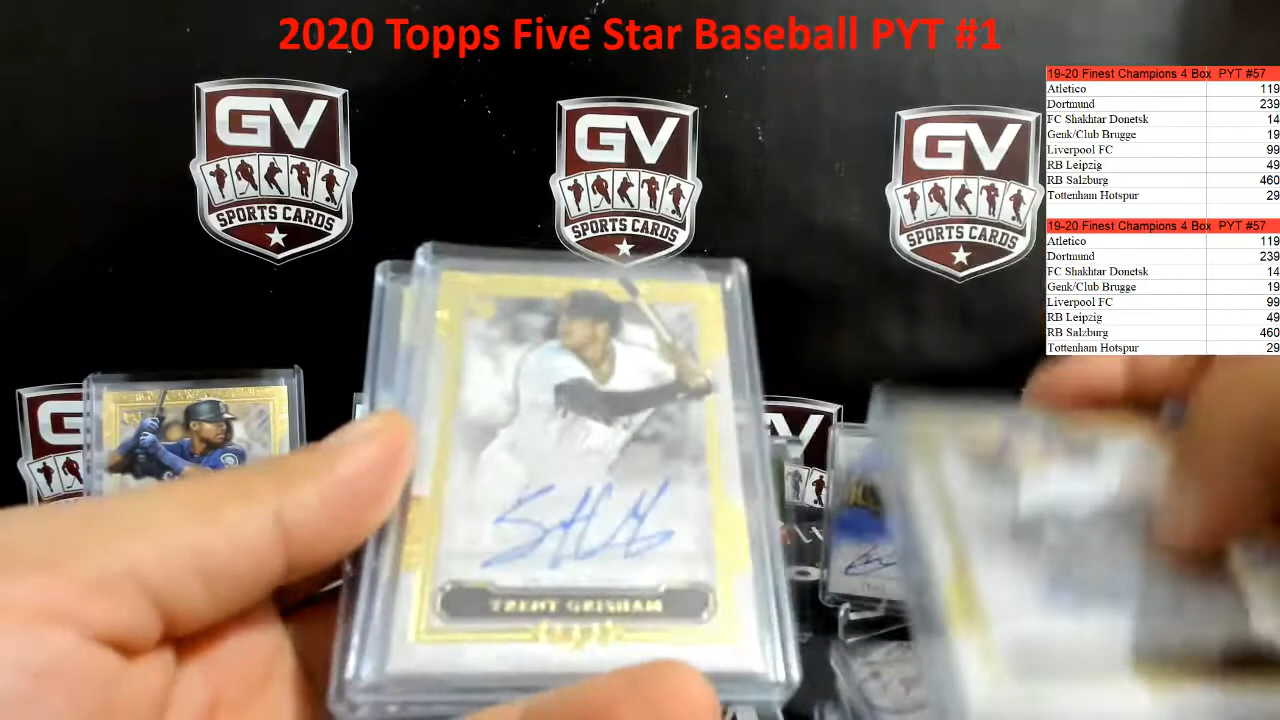 2020 Topps Five Star Baseball PYT #1
19-20 Finest Champions 4 Box PYT #57
Atletico 119
Dortmund 239
FC Shakhtar Donetsk 14
Genk/Club Brugge 19
Liverpool FC 99
RB Leipzig 49
RB Salzburg 460
Tottenham Hotspur 29
19-20 Finest Champions 4 Box PYT #57
Atletico 119
Dortmund 239
FC Shakhtar Donetsk 14
Genk/Club Brugge 19
Liverpool FC 99
RB Leipzig 49
RB Salzburg 460
Tottenham Hotspur 29
GV
SPORTS CARDS
GV
SPORTS CARDS
GV
SPORTS CARDS
GV
TRENT GRISHAM